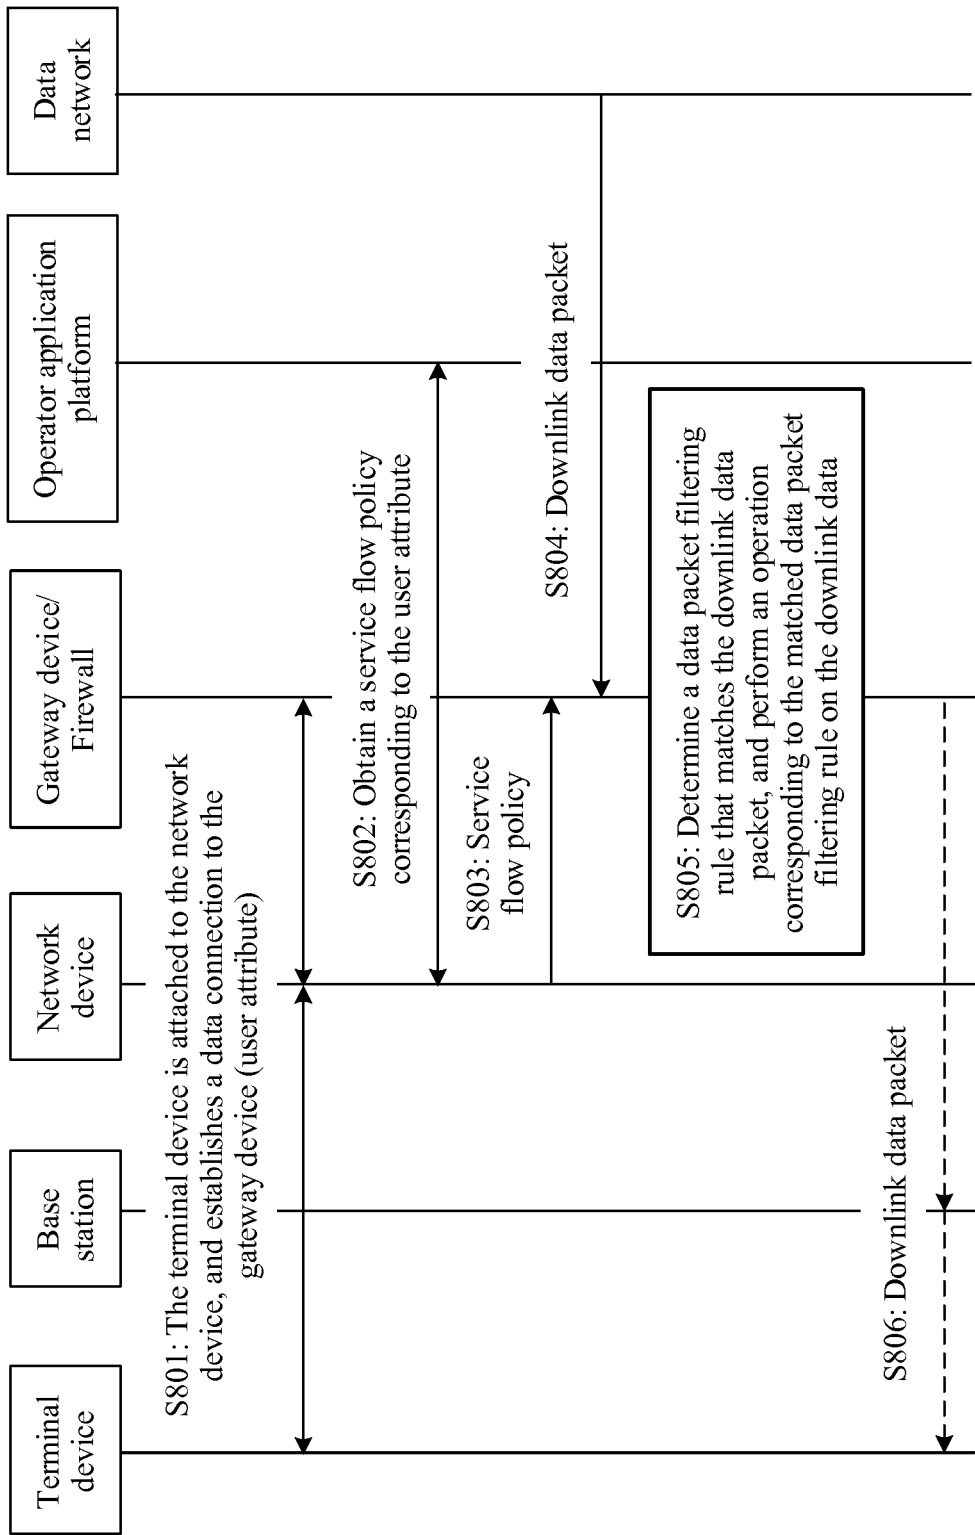 Terminal
device
Base
station
Network
device
Gateway device/
Firewall
Operator application
platform
Data
network
S801: The terminal device is attached to the network
device, and establishes a data connection to the
gateway device (user attribute)
S802: Obtain a service flow policy
corresponding to the user attribute
S803: Service
flow policy
S804: Downlink data packet
S805: Determine a data packet filtering
rule that matches the downlink data
packet, and perform an operation
corresponding to the matched data packet
filtering rule on the downlink data
S806: Downlink data packet